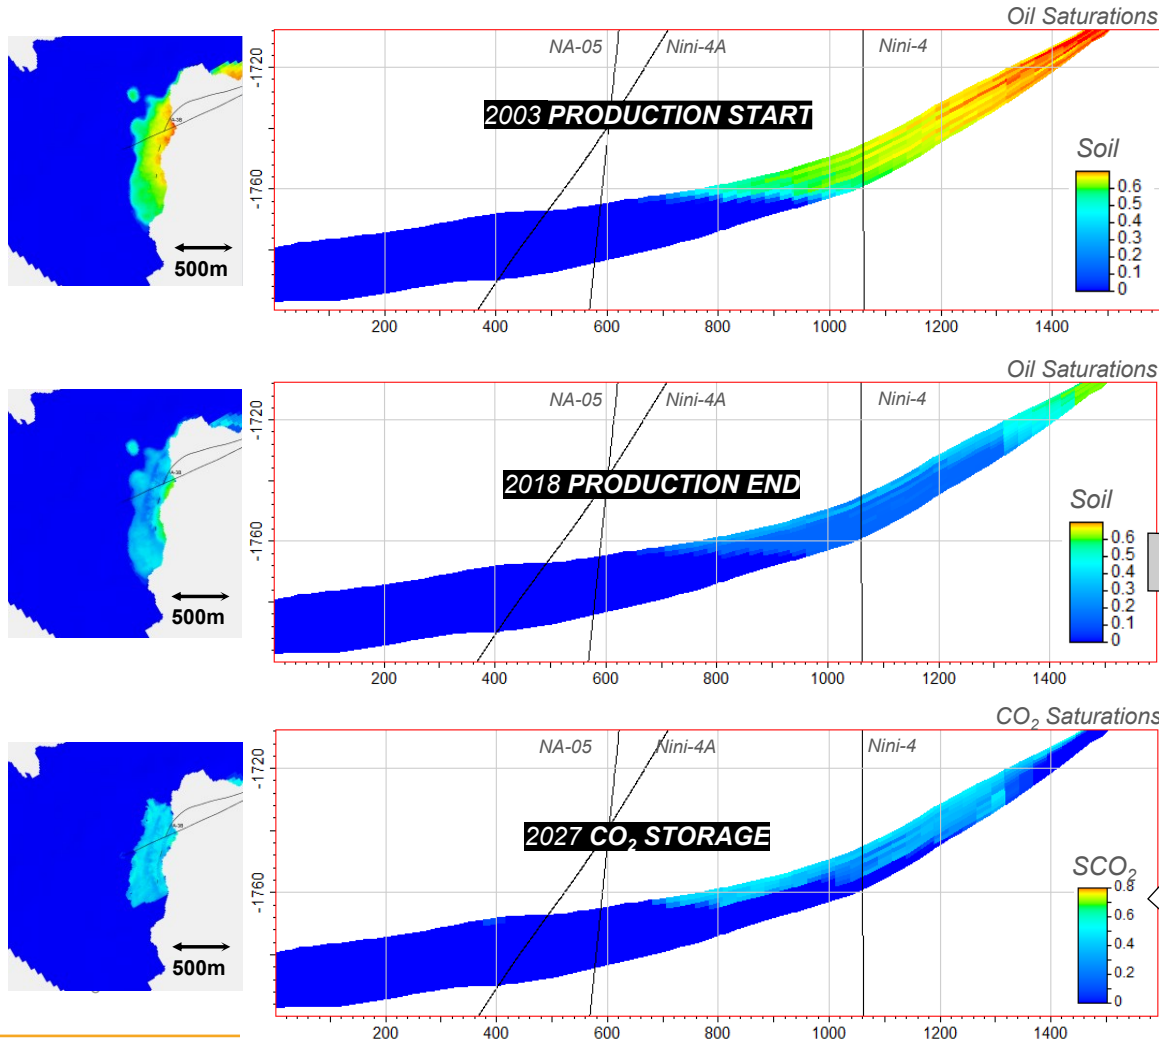 Oil Saturations
NA-05 Nini-4A Nini-4
-1720
-1760
2003 PRODUCTION START
Soil
0.6
0.5
0.4
0.3
0.2
0.1
0
500m
200 400 600 800 1000 1200 1400
Oil Saturations
NA-05 Nini-4A Nini-4
-1720
-1760
2018 PRODUCTION END
Soil
0.6
0.5
0.4
0.3
0.2
0.1
0
500m
200 400 600 800 1000 1200 1400
CO₂ Saturations
NA-05 Nini-4A Nini-4
-1720
-1760
2027 CO₂ STORAGE
SCO₂
0.8
0.6
0.4
0.2
0
500m
200 400 600 800 1000 1200 1400